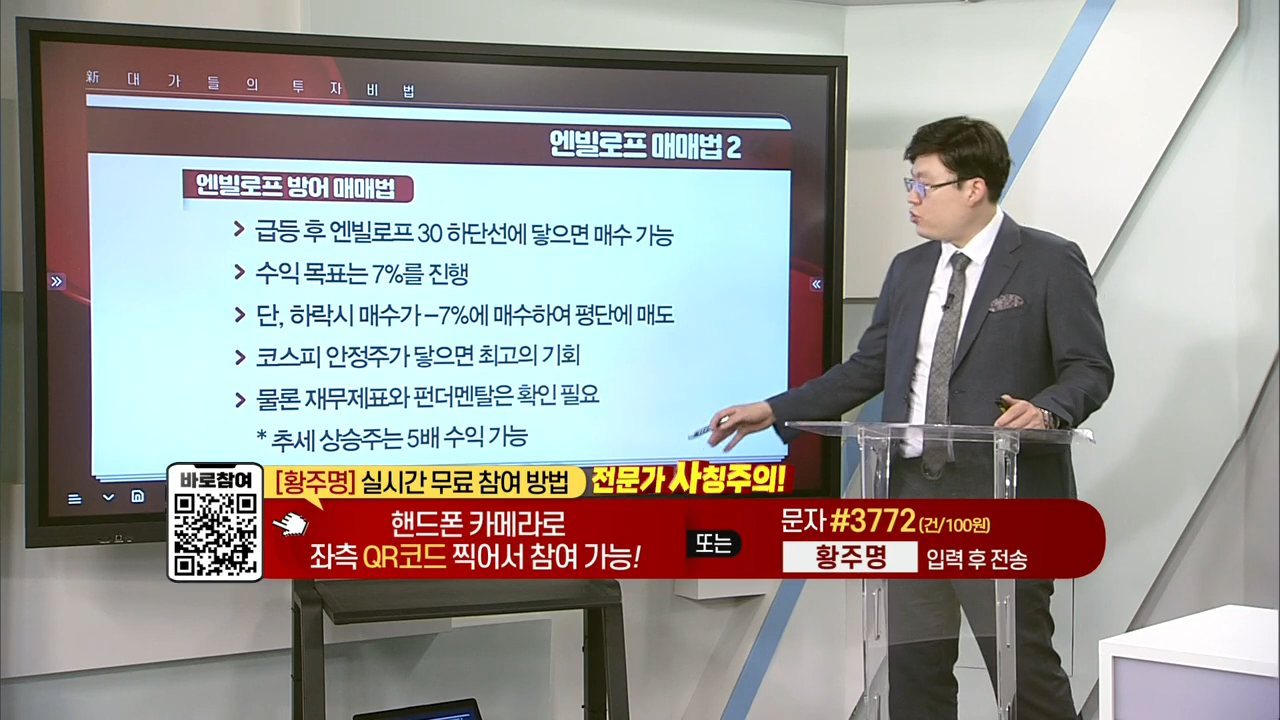 新 대 가 들 의 투 자 비 법
엔빌로프 매매법 2
엔빌로프 방어 매매법
급등 후 엔빌로프 30 하단선에 닿으면 매수 가능
수익 목표는 7%를 진행
단, 하락시 매수가 -7%에 매수하여 평단에 매도
코스피 안정주가 닿으면 최고의 기회
물론 재무제표와 펀더멘탈은 확인 필요
* 추세 상승주는 5배 수익 가능
바로참여
[황주명] 실시간 무료 참여 방법
전문가 사칭주의!
핸드폰 카메라로
좌측 QR코드 찍어서 참여 가능!
또는
문자 #3772 (건/100원)
황주명 입력 후 전송